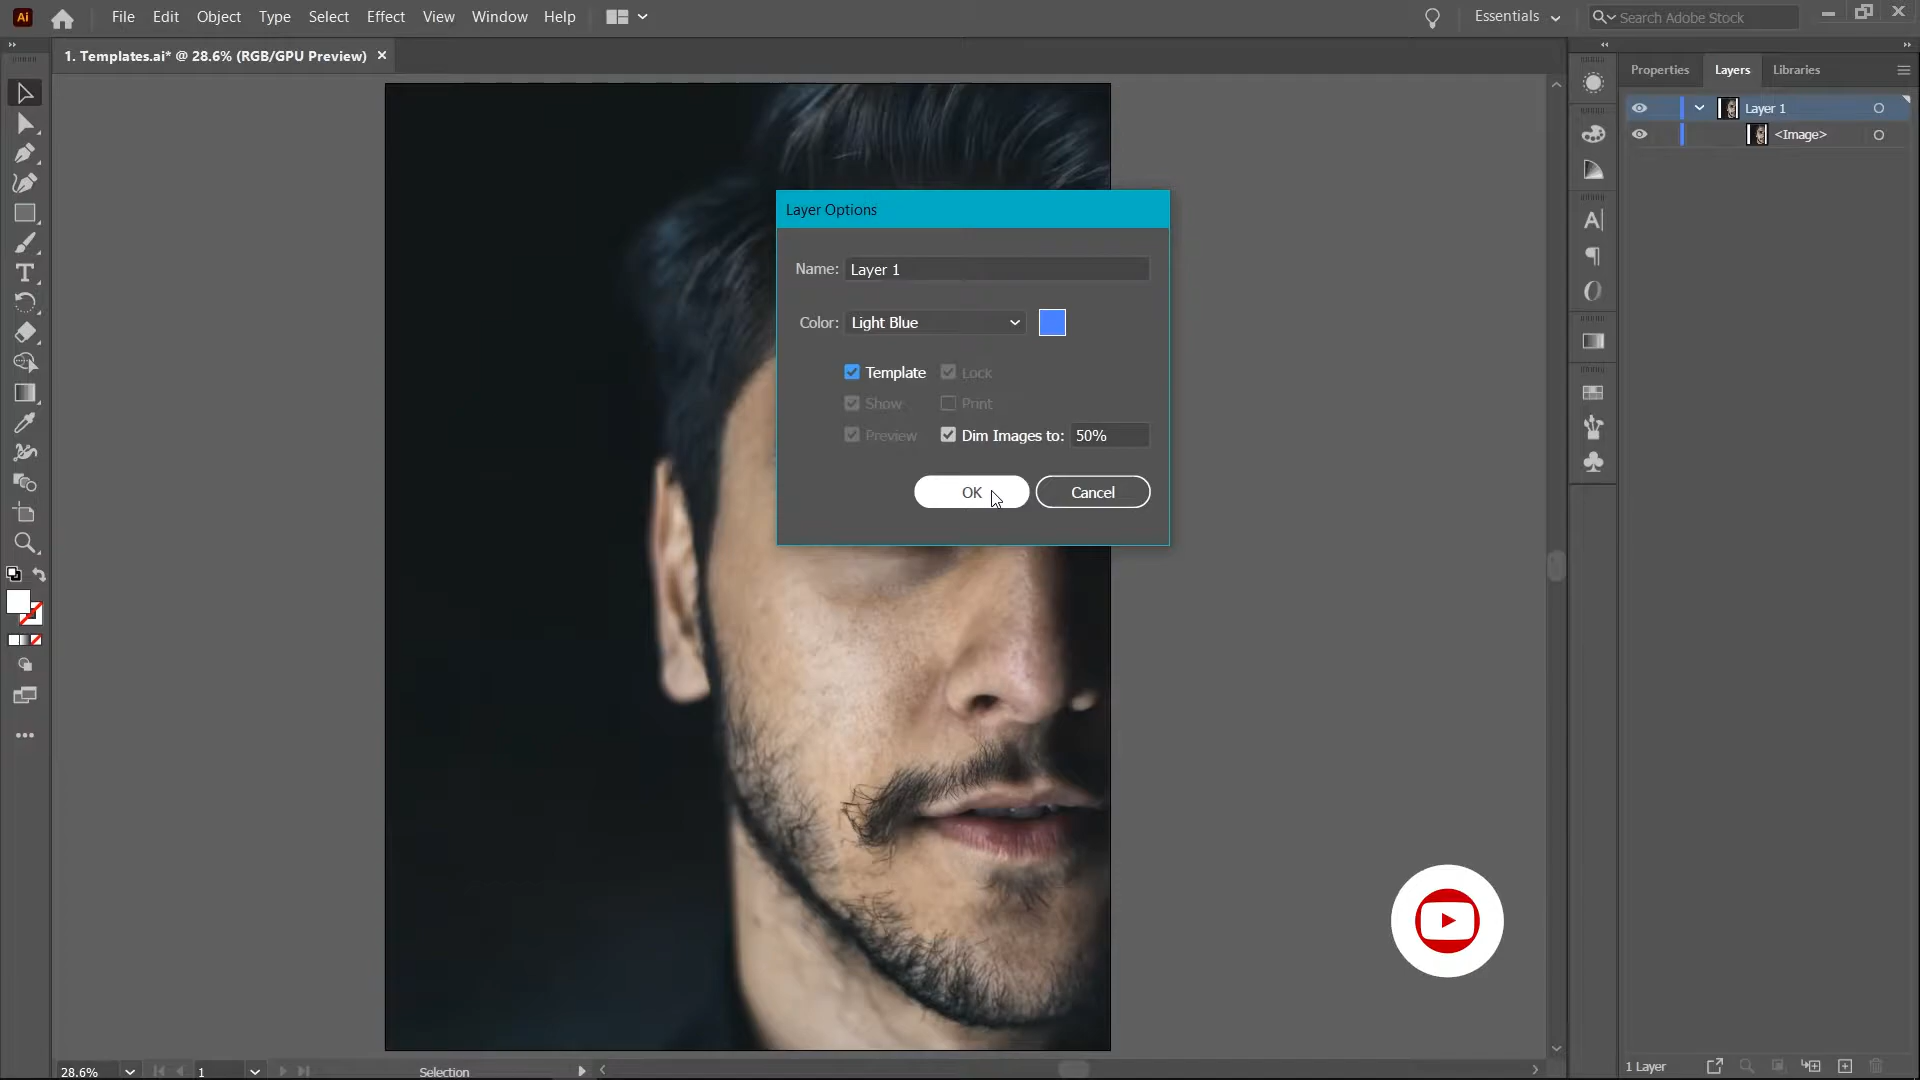 Ai File Edit Object Type Select Effect View Window Help Essentials Search Adobe Stock
1. Templates.ai* @ 28.6% (RGB/GPU Preview)
Properties Layers Libraries
Layer 1
<Image>
Layer Options
Name: Layer 1
Color: Light Blue
Template Lock
Show Print
Preview Dim Images to: 50%
OK Cancel
28.6% 1 Selection 1 Layer